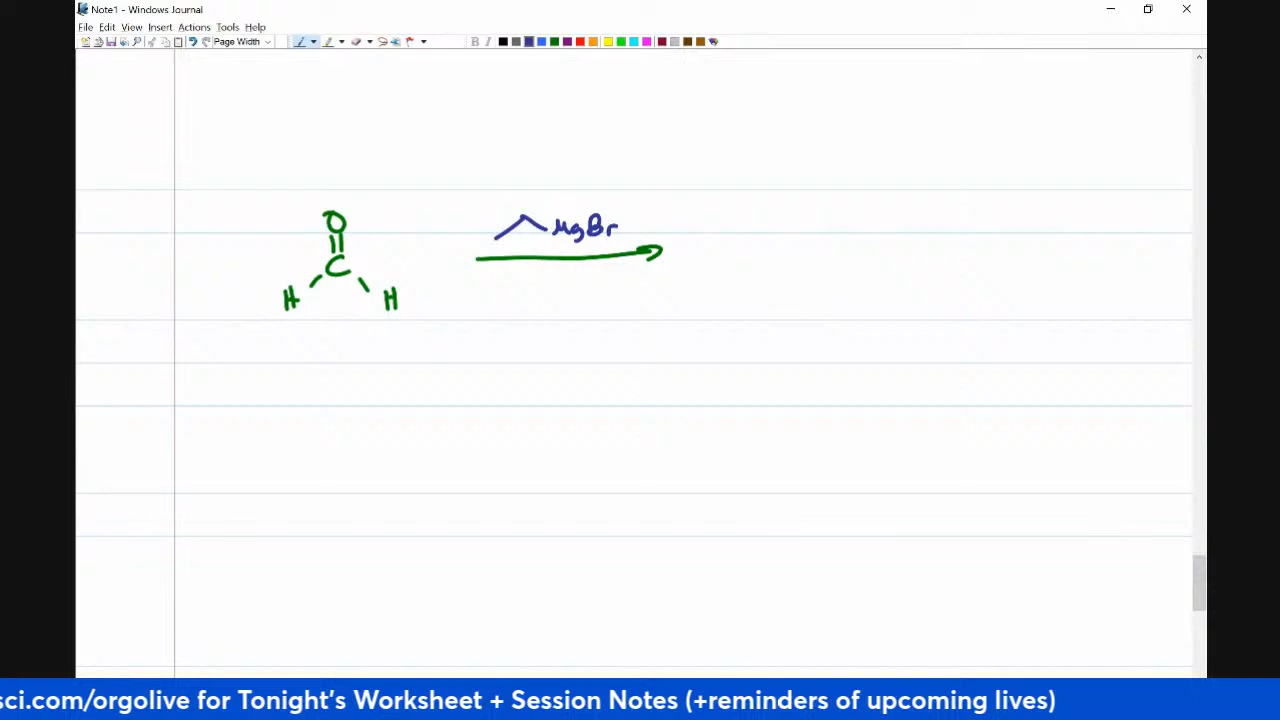 Note1 - Windows Journal
File Edit View Insert Actions Tools Help
Page Width
B I
O
MgBr
C
H H
sci.com/orgolive for Tonight's Worksheet + Session Notes (+reminders of upcoming lives)